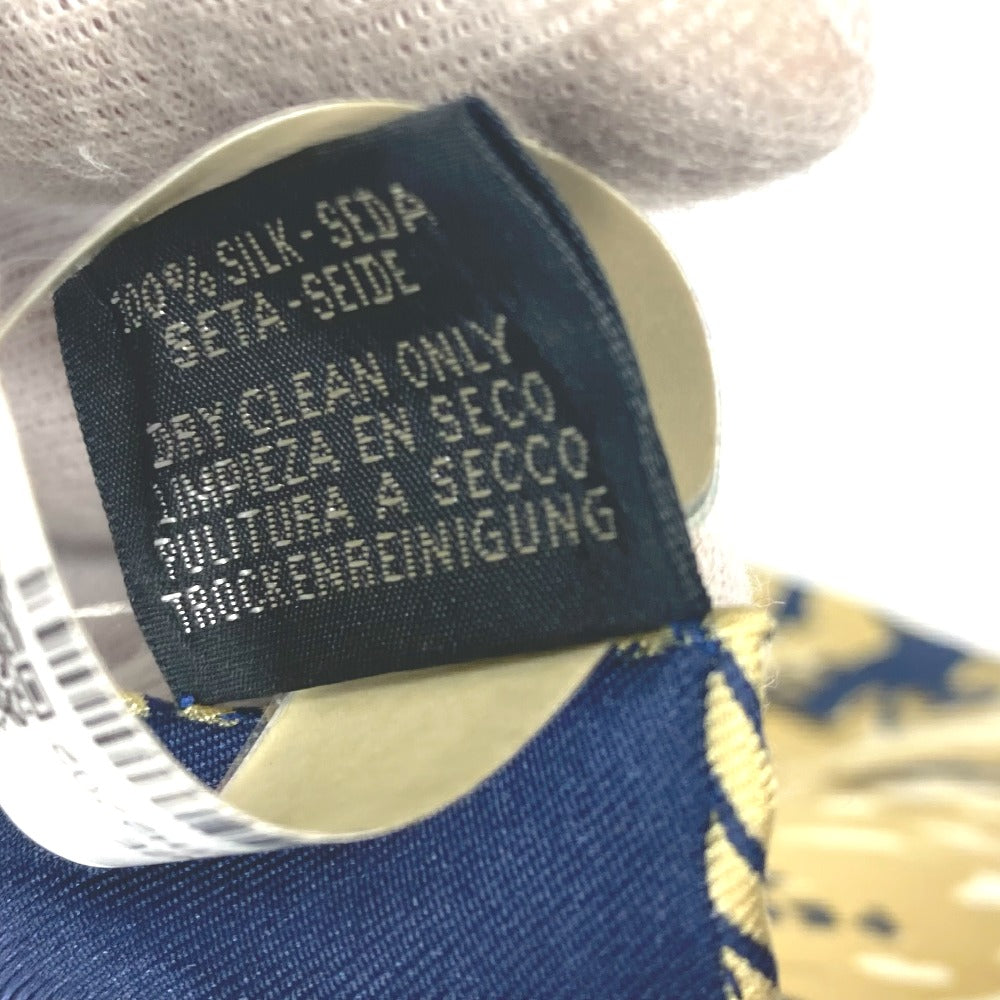 100% SILK - SEDA
SETA - SEIDE
DRY CLEAN ONLY
LIMPIEZA EN SECO
PULITURA A SECCO
TROCKENREINIGUNG